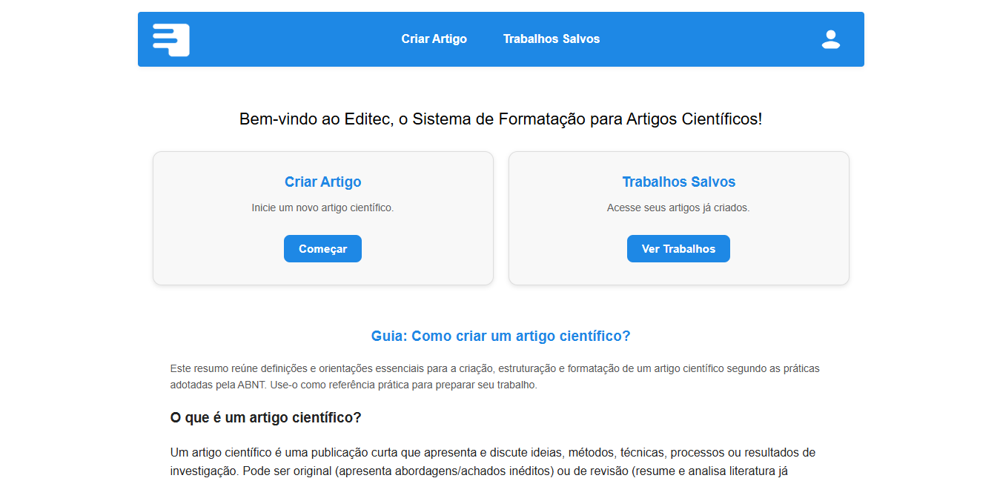 Criar Artigo Trabalhos Salvos
Bem-vindo ao Editec, o Sistema de Formatação para Artigos Científicos!
Criar Artigo
Inicie um novo artigo científico.
Começar
Trabalhos Salvos
Acesse seus artigos já criados.
Ver Trabalhos
Guia: Como criar um artigo científico?
Este resumo reúne definições e orientações essenciais para a criação, estruturação e formatação de um artigo científico segundo as práticas
adotadas pela ABNT. Use-o como referência prática para preparar seu trabalho.
O que é um artigo científico?
Um artigo científico é uma publicação curta que apresenta e discute ideias, métodos, técnicas, processos ou resultados de
investigação. Pode ser original (apresenta abordagens/achados inéditos) ou de revisão (resume e analisa literatura já